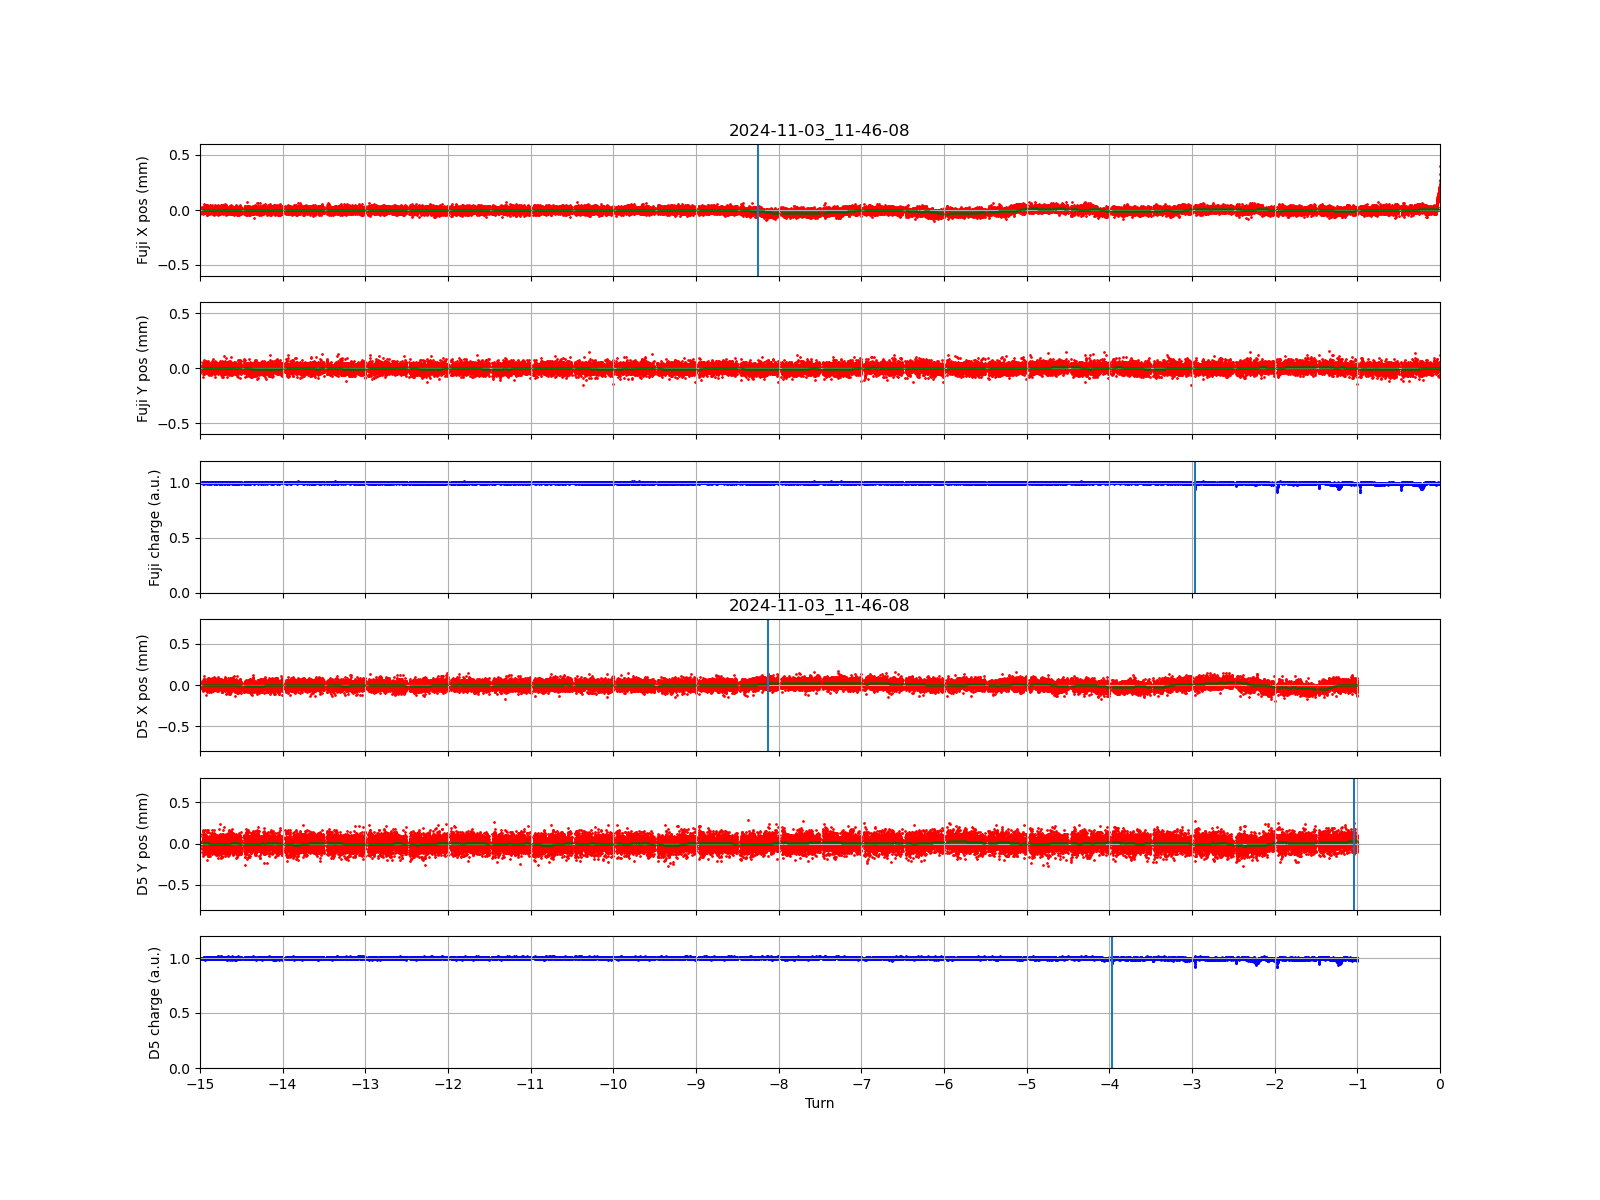 2024-11-03_11-46-08
Fuji X pos (mm)
0.5
0.0
−0.5
Fuji Y pos (mm)
0.5
0.0
−0.5
Fuji charge (a.u.)
1.0
0.5
0.0
2024-11-03_11-46-08
D5 X pos (mm)
0.5
0.0
−0.5
D5 Y pos (mm)
0.5
0.0
−0.5
D5 charge (a.u.)
1.0
0.5
0.0
−15 −14 −13 −12 −11 −10 −9 −8 −7 −6 −5 −4 −3 −2 −1 0
Turn